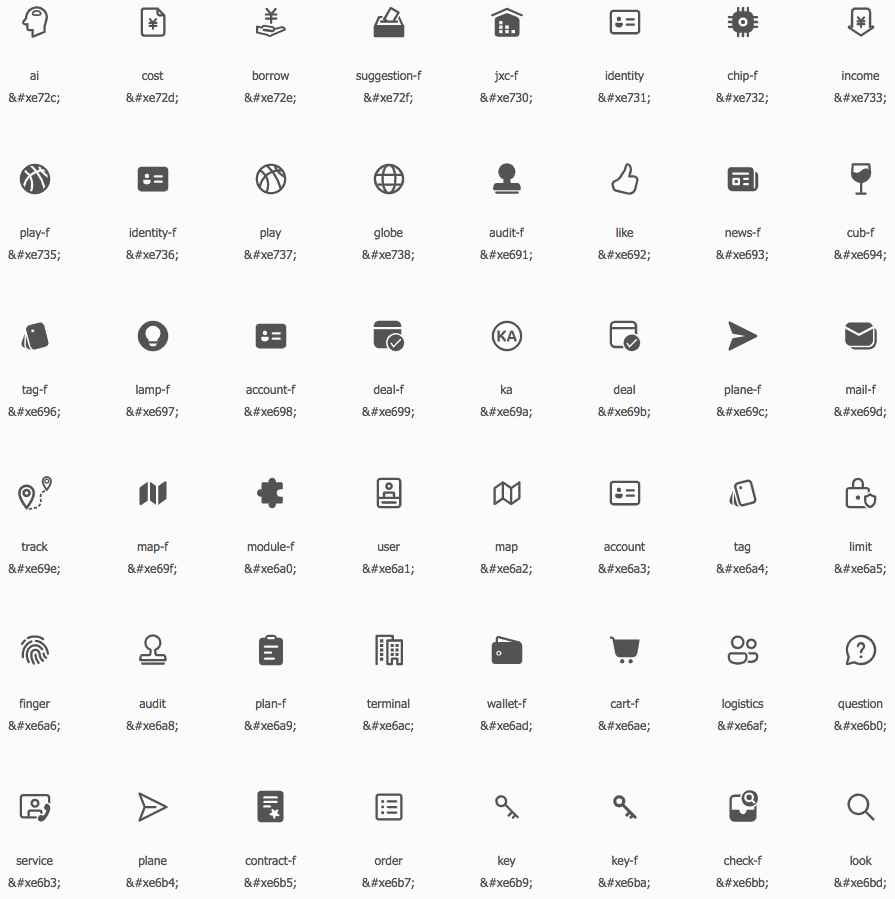 ai cost borrow suggestion-f jxc-f identity chip-f income
&#xe72c; &#xe72d; &#xe72e; &#xe72f; &#xe730; &#xe731; &#xe732; &#xe733;
play-f identity-f play globe audit-f like news-f cub-f
&#xe735; &#xe736; &#xe737; &#xe738; &#xe691; &#xe692; &#xe693; &#xe694;
KA
tag-f lamp-f account-f deal-f ka deal plane-f mail-f
&#xe696; &#xe697; &#xe698; &#xe699; &#xe69a; &#xe69b; &#xe69c; &#xe69d;
track map-f module-f user map account tag limit
&#xe69e; &#xe69f; &#xe6a0; &#xe6a1; &#xe6a2; &#xe6a3; &#xe6a4; &#xe6a5;
finger audit plan-f terminal wallet-f cart-f logistics question
&#xe6a6; &#xe6a8; &#xe6a9; &#xe6ac; &#xe6ad; &#xe6ae; &#xe6af; &#xe6b0;
service plane contract-f order key key-f check-f look
&#xe6b3; &#xe6b4; &#xe6b5; &#xe6b7; &#xe6b9; &#xe6ba; &#xe6bb; &#xe6bd;